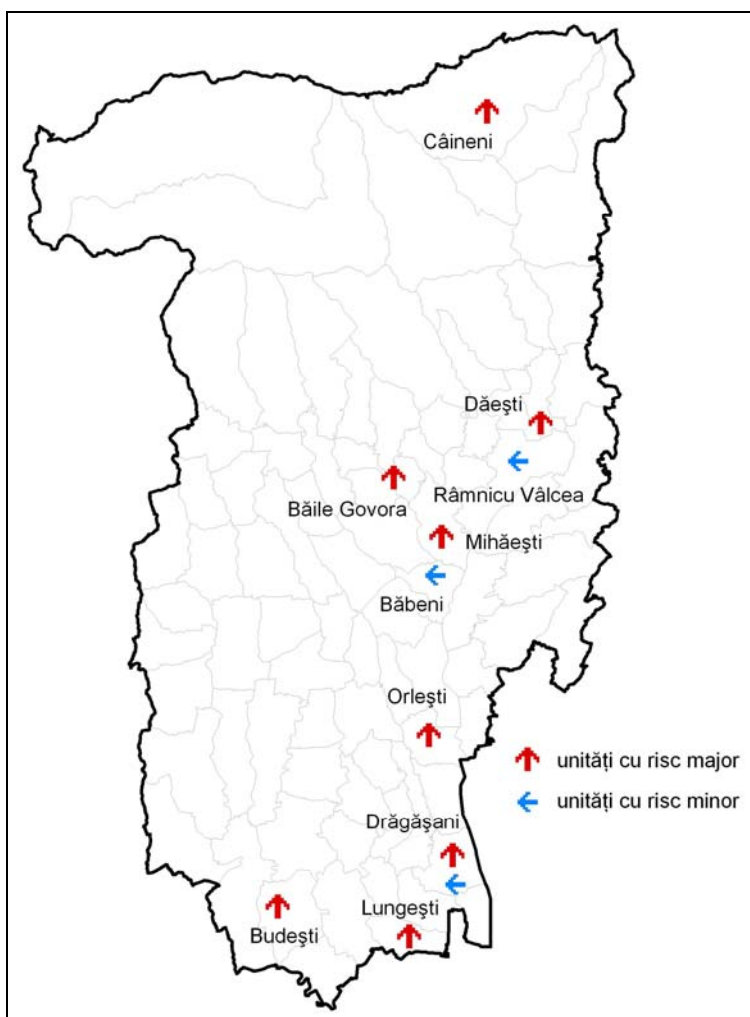 Câineni
Dăeşti
Râmnicu Vâlcea
Băile Govora
Mihăeşti
Băbeni
Orleşti
unităţi cu risc major
unităţi cu risc minor
Drăgăşani
Lungeşti
Budeşti